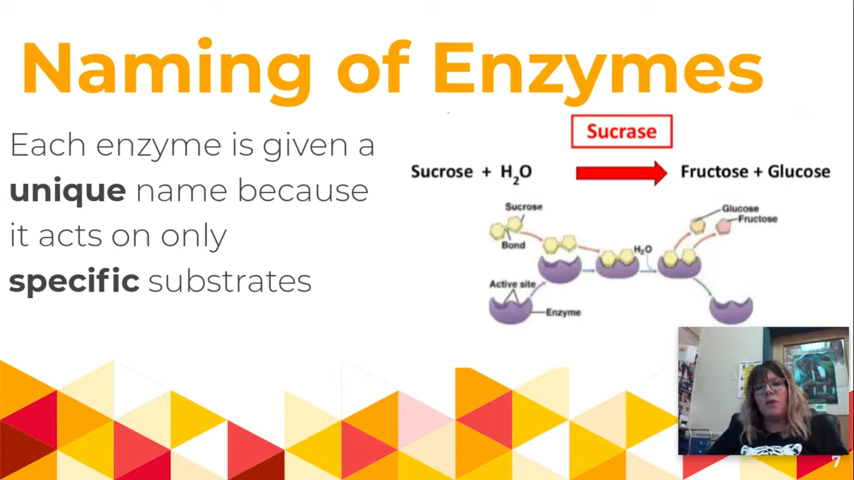 Naming of Enzymes
Each enzyme is given a
unique name because
it acts on only
specific substrates
Sucrase
Sucrose + H2O
Fructose + Glucose
Sucrose
Bond
Glucose
Fructose
H2O
Active site
Enzyme
7